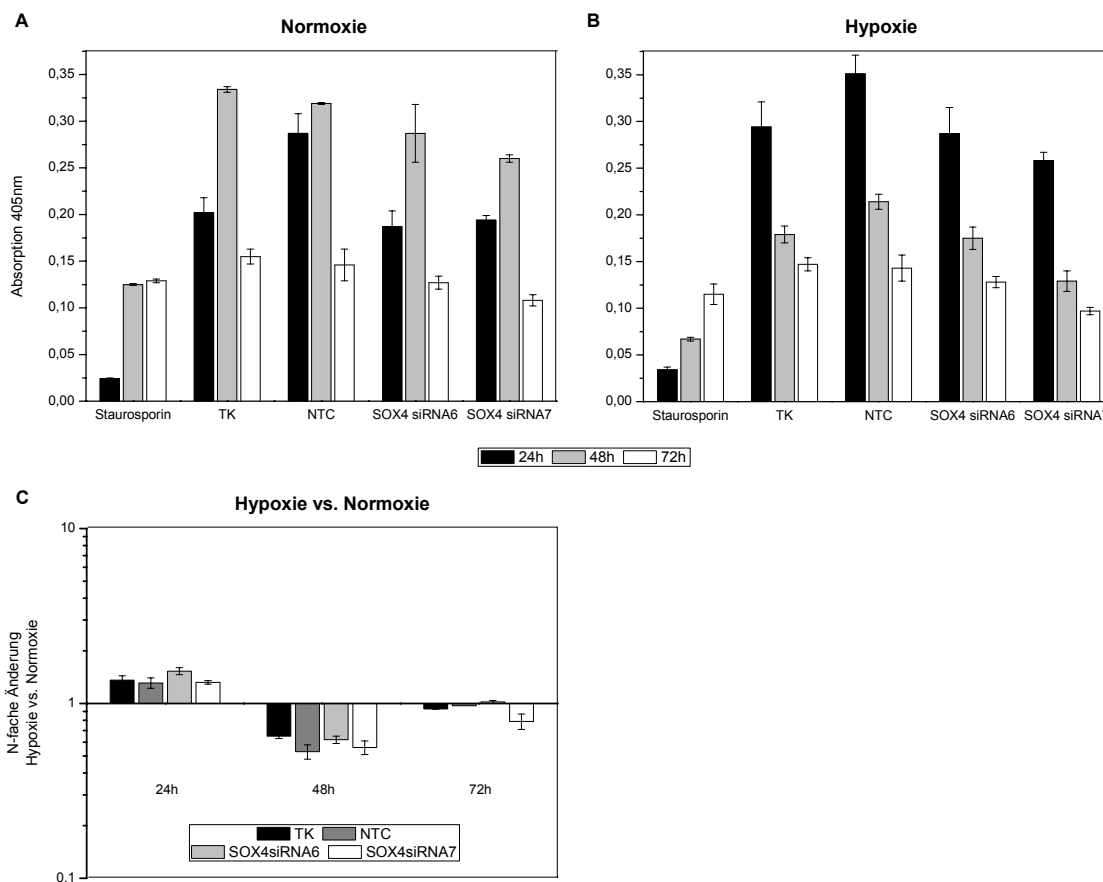 A
Normoxie
Absorption 405nm
0,35
0,30
0,25
0,20
0,15
0,10
0,05
0,00
Staurosporin TK NTC SOX4 siRNA6 SOX4 siRNA7
B
Hypoxie
0,35
0,30
0,25
0,20
0,15
0,10
0,05
0,00
Staurosporin TK NTC SOX4 siRNA6 SOX4 siRNA7
24h 48h 72h
C
Hypoxie vs. Normoxie
N-fache Änderung
Hypoxie vs. Normoxie
10
1
0.1
24h 48h 72h
TK NTC
SOX4siRNA6 SOX4siRNA7